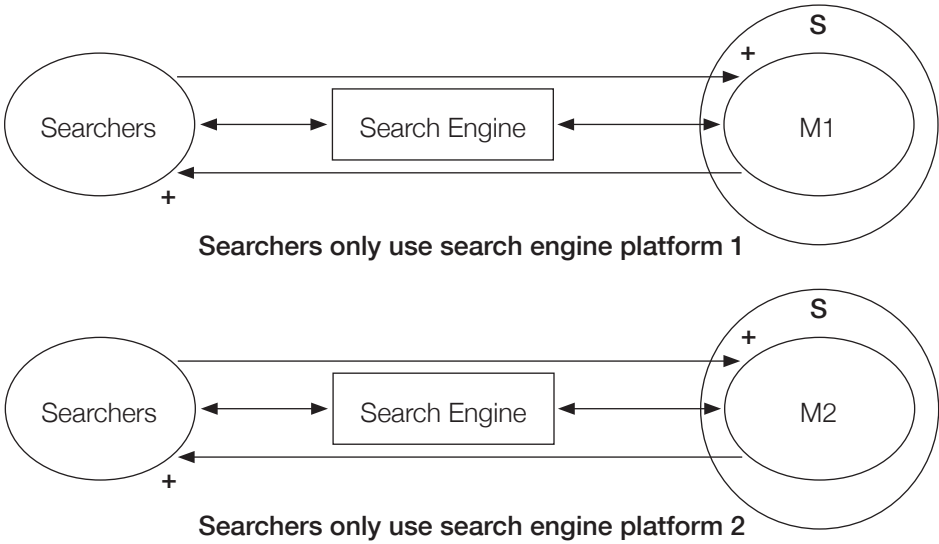 S
+
Searchers
Search Engine
M1
+
Searchers only use search engine platform 1
S
+
Searchers
Search Engine
M2
+
Searchers only use search engine platform 2